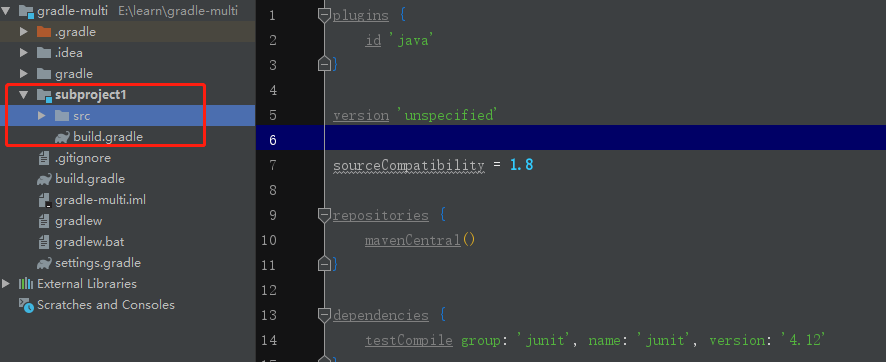 gradle-multi E:\learn\gradle-multi
.gradle
.idea
gradle
subproject1
src
build.gradle
.gitignore
build.gradle
gradle-multi.iml
gradlew
gradlew.bat
settings.gradle
External Libraries
Scratches and Consoles
1 plugins {
2 id 'java'
3 }
4
5 version 'unspecified'
6
7 sourceCompatibility = 1.8
8
9 repositories {
10 mavenCentral()
11 }
12
13 dependencies {
14 testCompile group: 'junit', name: 'junit', version: '4.12'